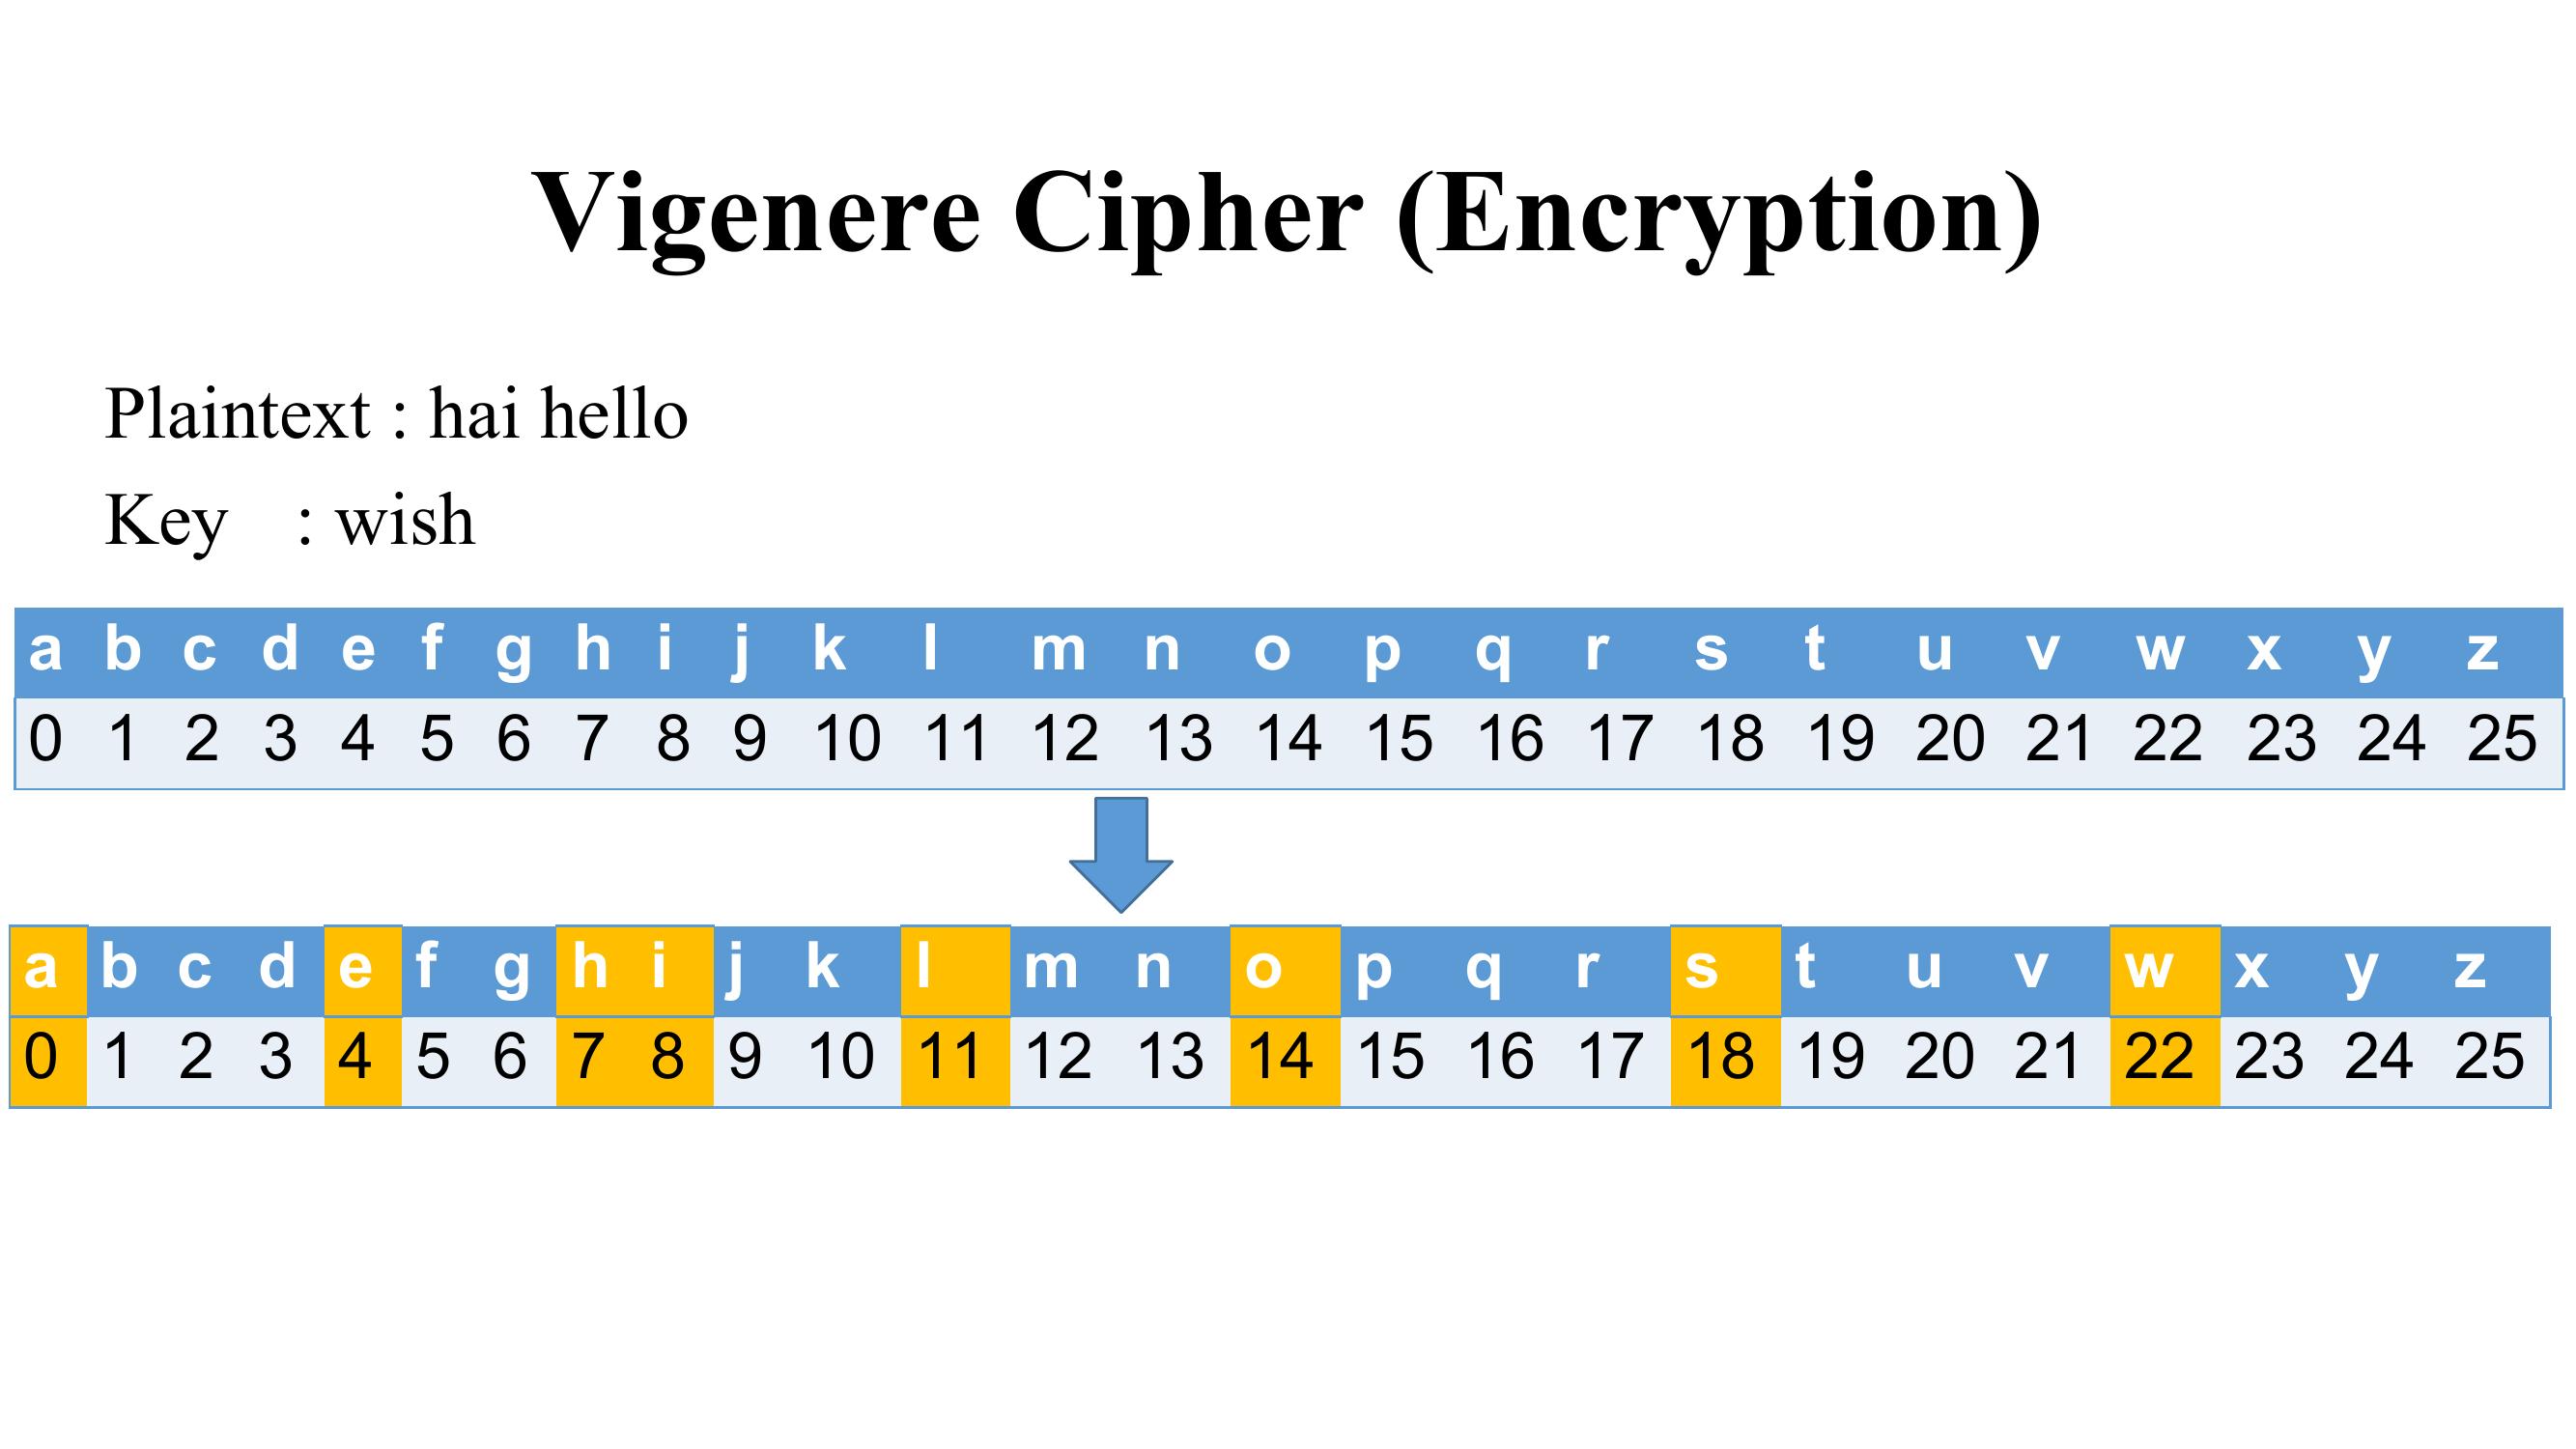 Vigenere Cipher (Encryption)
Plaintext : hai hello
Key : wish
a b c d e f g h i j k l m n o p q r s t u v w x y z
0 1 2 3 4 5 6 7 8 9 10 11 12 13 14 15 16 17 18 19 20 21 22 23 24 25
a b c d e f g h i j k l m n o p q r s t u v w x y z
0 1 2 3 4 5 6 7 8 9 10 11 12 13 14 15 16 17 18 19 20 21 22 23 24 25